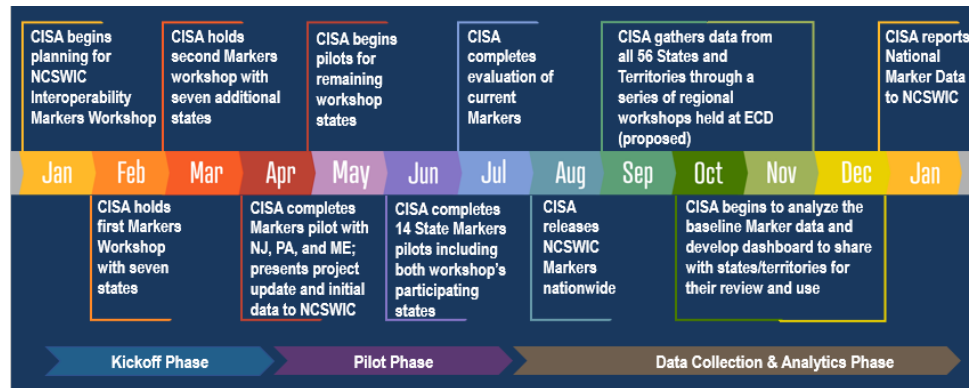 CISA begins
planning for
NCSWIC
Interoperability
Markers Workshop
CISA holds
second Markers
workshop with
seven additional
states
CISA begins
pilots for
remaining
workshop
states
CISA
completes
evaluation of
current
Markers
CISA gathers data from
all 56 States and
Territories through a
series of regional
workshops held at ECD
(proposed)
CISA reports
National
Marker Data
to NCSWIC
Jan Feb Mar Apr May Jun Jul Aug Sep Oct Nov Dec Jan
CISA holds
first Markers
Workshop
with seven
states
CISA completes
Markers pilot with
NJ, PA, and ME;
presents project
update and initial
data to NCSWIC
CISA completes
14 State Markers
pilots including
both workshop's
participating
states
CISA
releases
NCSWIC
Markers
nationwide
CISA begins to analyze the
baseline Marker data and
develop dashboard to share
with states/territories for
their review and use
Kickoff Phase
Pilot Phase
Data Collection & Analytics Phase